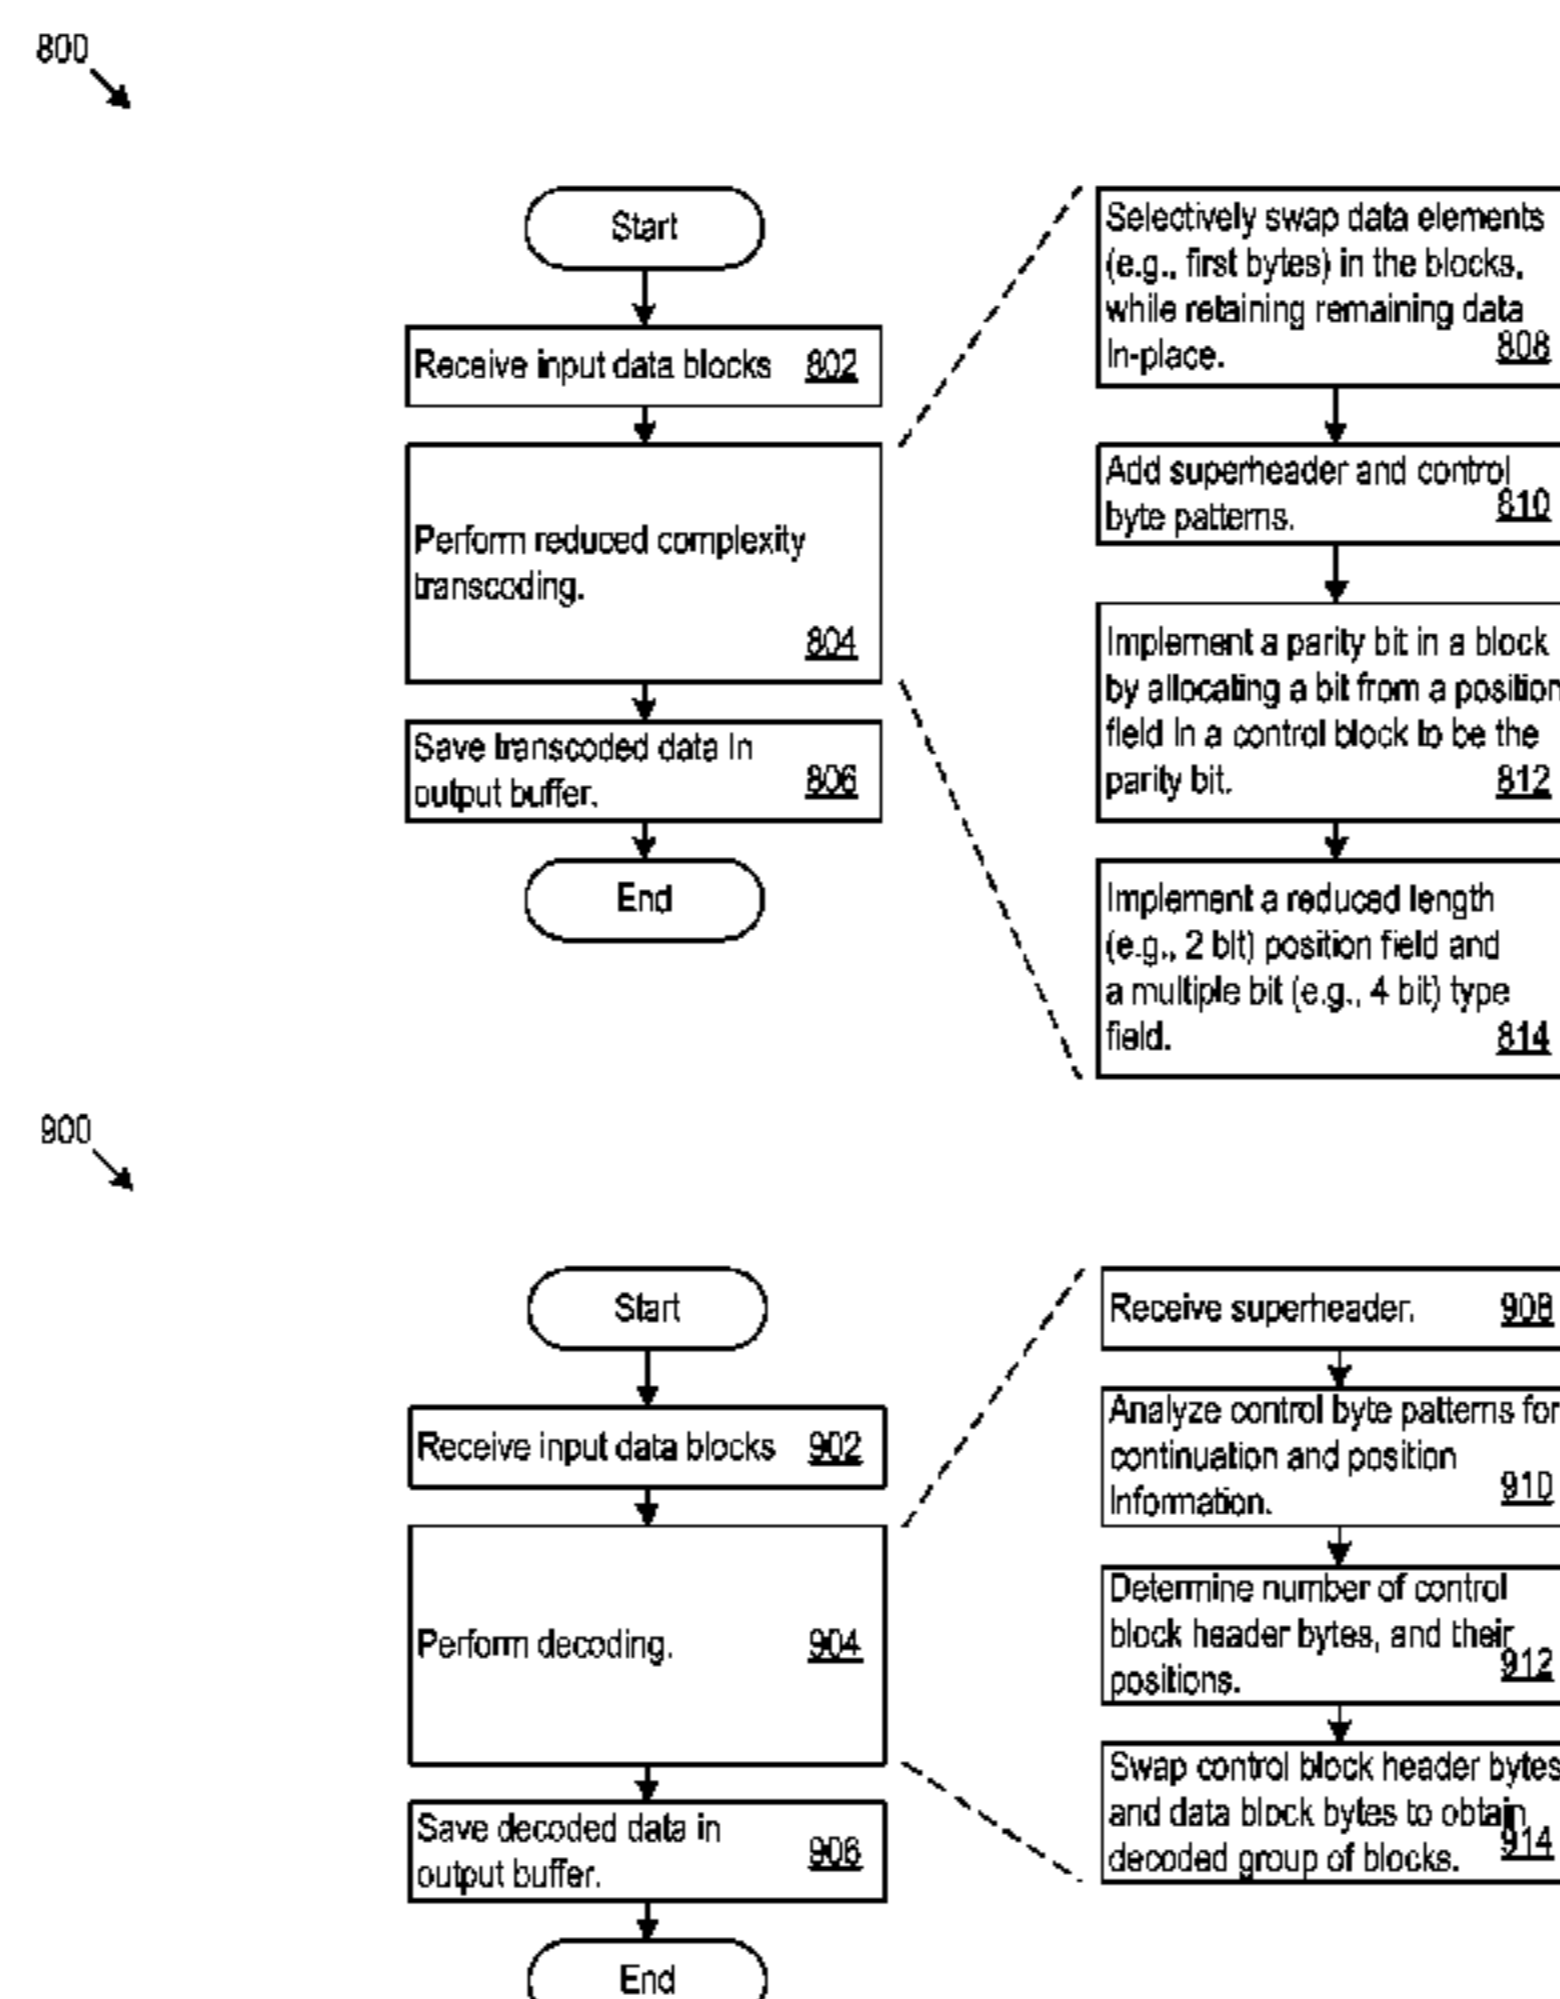 800
Start
Receive input data blocks 802
Perform reduced complexity
transcoding.
804
Save transcoded data in
output buffer. 806
End
Selectively swap data elements
(e.g., first bytes) in the blocks,
while retaining remaining data
in-place. 808
Add superheader and control
byte patterns. 810
Implement a parity bit in a block
by allocating a bit from a position
field in a control block to be the
parity bit. 812
Implement a reduced length
(e.g., 2 bit) position field and
a multiple bit (e.g., 4 bit) type
field. 814
900
Start
Receive input data blocks 902
Perform decoding. 904
Save decoded data in
output buffer. 906
End
Receive superheader. 908
Analyze control byte patterns for
continuation and position
information. 910
Determine number of control
block header bytes, and their
positions. 912
Swap control block header bytes
and data block bytes to obtain
decoded group of blocks. 914